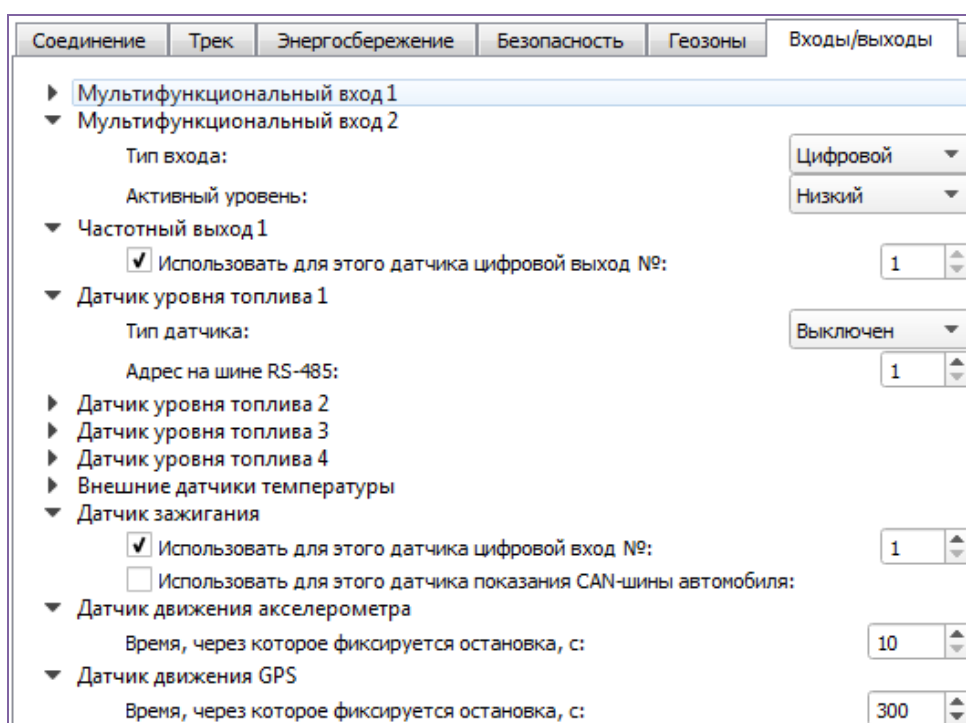 Соединение Трек Энергосбережение Безопасность Геозоны Входы/выходы
Мультифункциональный вход 1
Мультифункциональный вход 2
Тип входа: Цифровой
Активный уровень: Низкий
Частотный выход 1
Использовать для этого датчика цифровой выход №: 1
Датчик уровня топлива 1
Тип датчика: Выключен
Адрес на шине RS-485: 1
Датчик уровня топлива 2
Датчик уровня топлива 3
Датчик уровня топлива 4
Внешние датчики температуры
Датчик зажигания
Использовать для этого датчика цифровой вход №: 1
Использовать для этого датчика показания CAN-шины автомобиля:
Датчик движения акселерометра
Время, через которое фиксируется остановка, с: 10
Датчик движения GPS
Время, через которое фиксируется остановка, с: 300